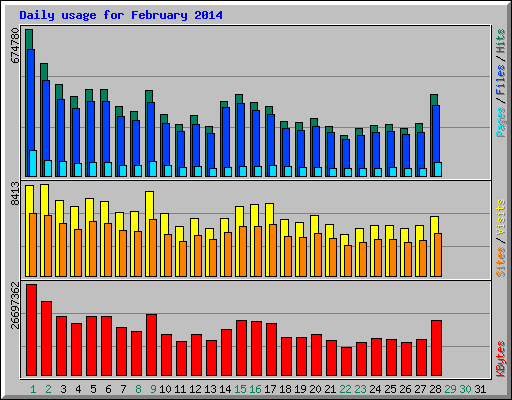 Daily usage for February 2014
674780
Pages / Files / Hits
8413
Sites / Visits
26697362
KBytes
1 2 3 4 5 6 7 8 9 10 11 12 13 14 15 16 17 18 19 20 21 22 23 24 25 26 27 28 29 30 31